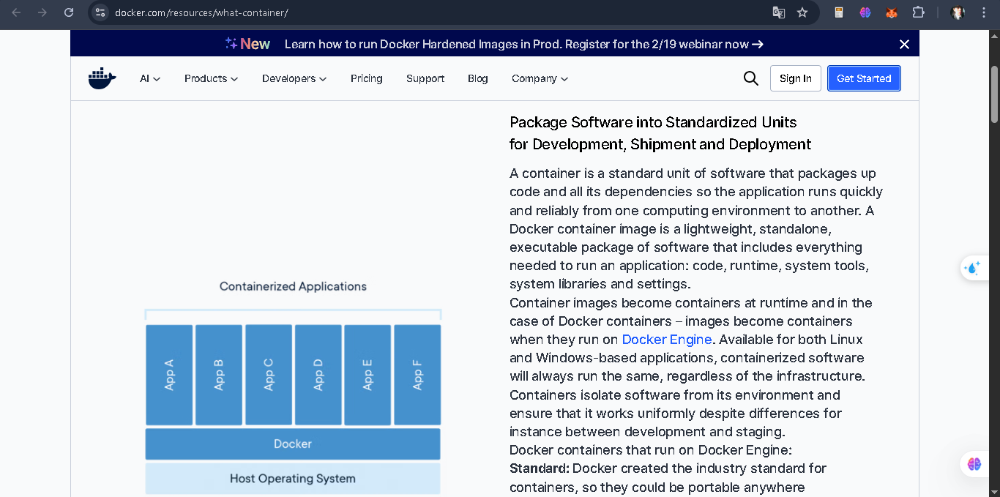 docker.com/resources/what-container/
New Learn how to run Docker Hardened Images in Prod. Register for the 2/19 webinar now →
AI Products Developers Pricing Support Blog Company Sign In Get Started
Package Software into Standardized Units
for Development, Shipment and Deployment
A container is a standard unit of software that packages up
code and all its dependencies so the application runs quickly
and reliably from one computing environment to another. A
Docker container image is a lightweight, standalone,
executable package of software that includes everything
needed to run an application: code, runtime, system tools,
system libraries and settings.
Container images become containers at runtime and in the
case of Docker containers – images become containers
when they run on Docker Engine. Available for both Linux
and Windows-based applications, containerized software
will always run the same, regardless of the infrastructure.
Containers isolate software from its environment and
ensure that it works uniformly despite differences for
instance between development and staging.
Docker containers that run on Docker Engine:
Standard: Docker created the industry standard for
containers, so they could be portable anywhere
Containerized Applications
App A
App B
App C
App D
App E
App F
Docker
Host Operating System